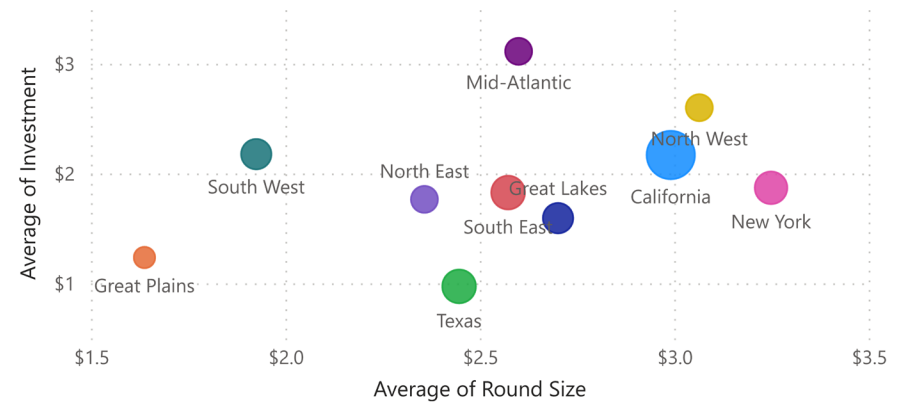 $3
Mid-Atlantic
North West
North East
$2
South West
Great Lakes
California
South East
New York
Great Plains
$1
Texas
$1.5
$2.0
$2.5
$3.0
$3.5
Average of Round Size
Average of Investment